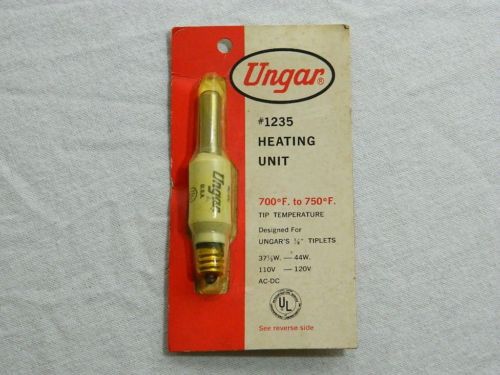 Ungar®
#1235
HEATING
UNIT
700°F. to 750°F.
TIP TEMPERATURE
Designed For
UNGAR'S ⅛" TIPLETS
37½W. — 44W.
110V — 120V
AC-DC
UL
See reverse side
Ungar
U.S.A.